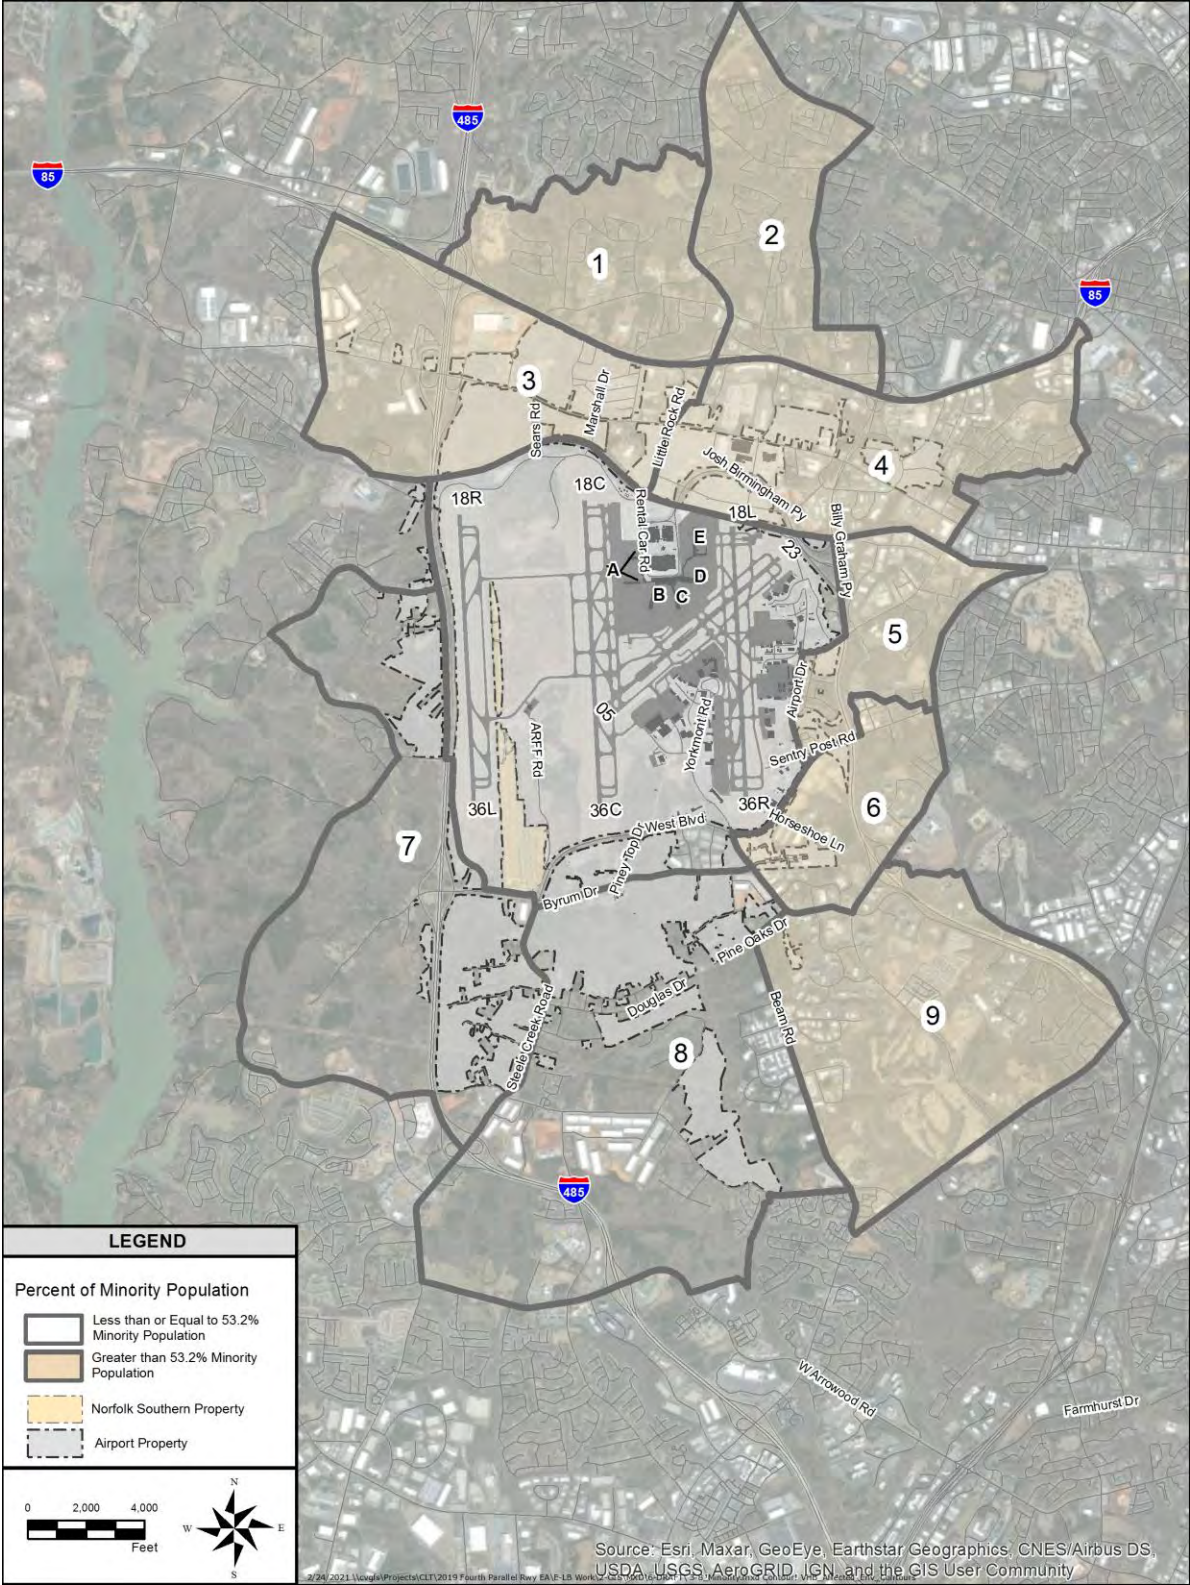 485
85
2
1
85
3
Marshall Dr
Sears Rd
Little Rock Rd
4
Josh Birmingham Py
18R
18C
Rental Car Rd
18L
Billy Graham Py
E
23
A
D
B
C
5
Airport Dr
05
Yorkmont Rd
ARFF Rd
Sentry Post Rd
36L
36C
36R
6
Horseshoe Ln
West Blvd
Piney Top Dr
7
Byrum Dr
Pine Oaks Dr
Douglas Dr
Beam Rd
9
Steele Creek Road
8
485
W Arrowood Rd
Farmhurst Dr
LEGEND
Percent of Minority Population
Less than or Equal to 53.2%
Minority Population
Greater than 53.2% Minority
Population
Norfolk Southern Property
Airport Property
0 2,000 4,000
Feet
N
W E
S
Source: Esri, Maxar, GeoEye, Earthstar Geographics, CNES/Airbus DS,
USDA, USGS, AeroGRID, IGN, and the GIS User Community